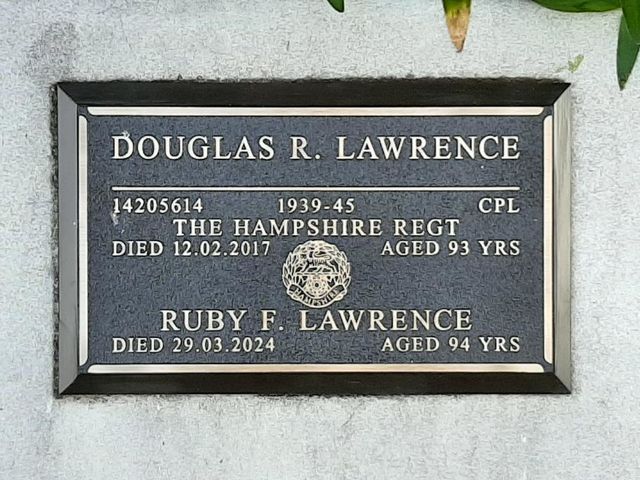 DOUGLAS R. LAWRENCE
14205614 1939-45 CPL
THE HAMPSHIRE REGT
DIED 12.02.2017 AGED 93 YRS
HAMPSHIRE
RUBY F. LAWRENCE
DIED 29.03.2024 AGED 94 YRS